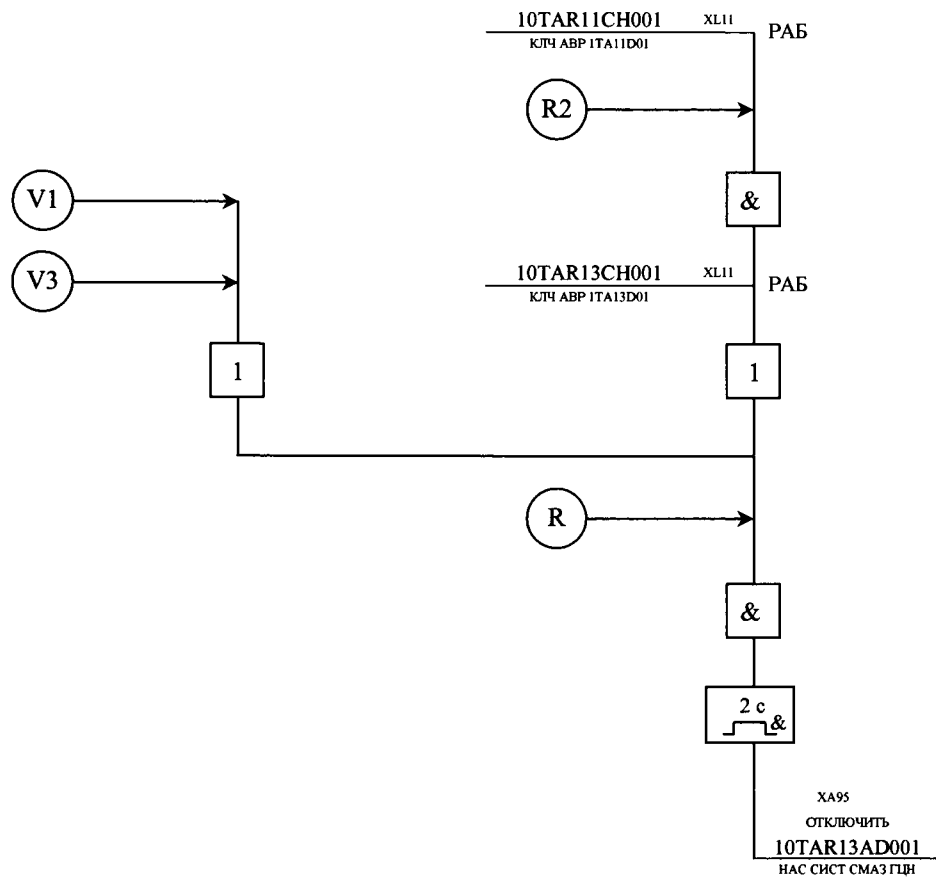 10TAR11CH001 XL11 РАБ
КЛЧ АВР 1TA11D01
R2
V1
&
V3
10TAR13CH001 XL11 РАБ
КЛЧ АВР 1TA13D01
1
1
R
&
2 с
&
XA95
ОТКЛЮЧИТЬ
10TAR13AD001
НАС СИСТ СМАЗ ГЦН